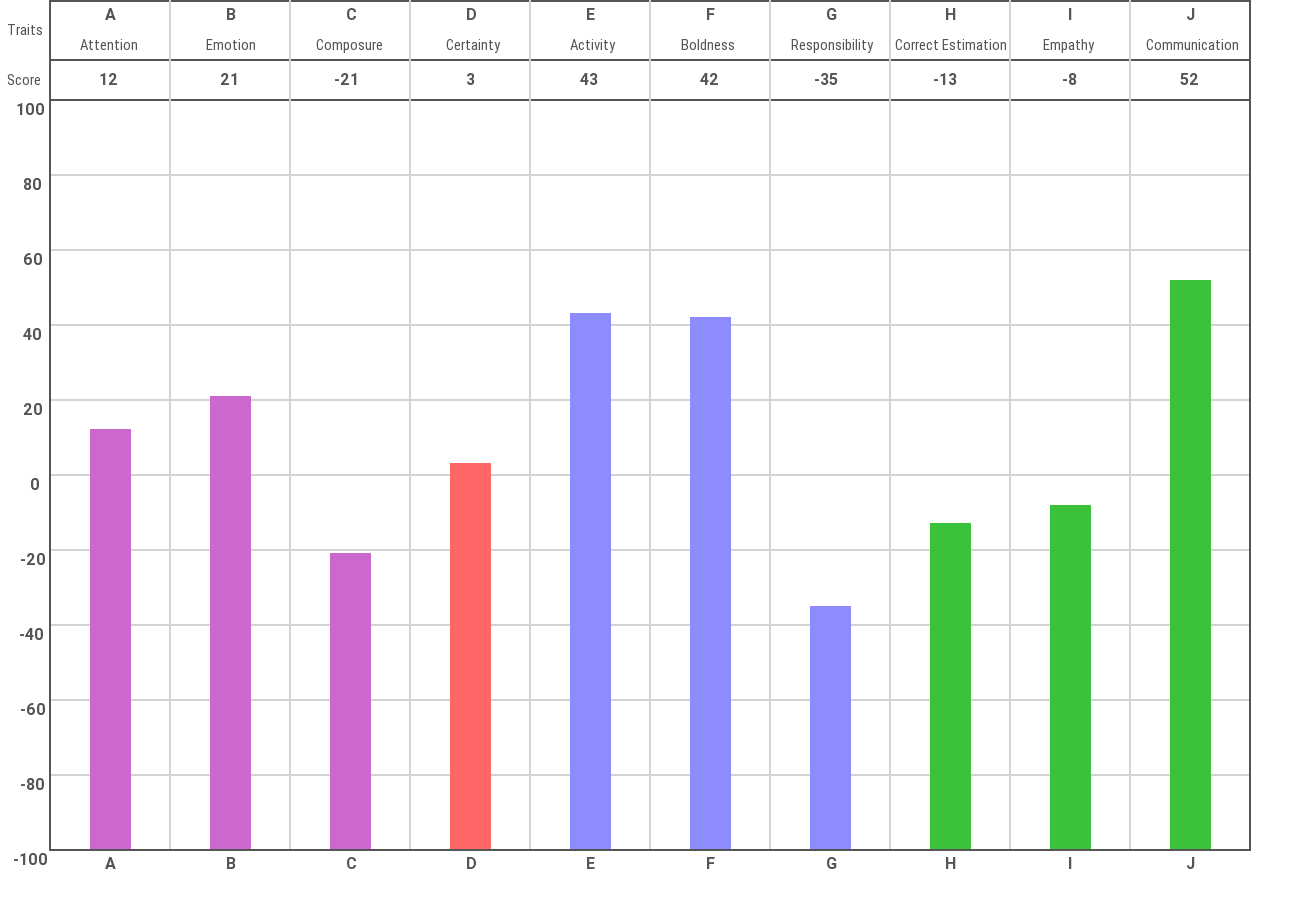 A B C D E F G H I J
Traits
Attention Emotion Composure Certainty Activity Boldness Responsibility Correct Estimation Empathy Communication
Score 12 21 -21 3 43 42 -35 -13 -8 52
100
80
60
40
20
0
-20
-40
-60
-80
-100
A B C D E F G H I J